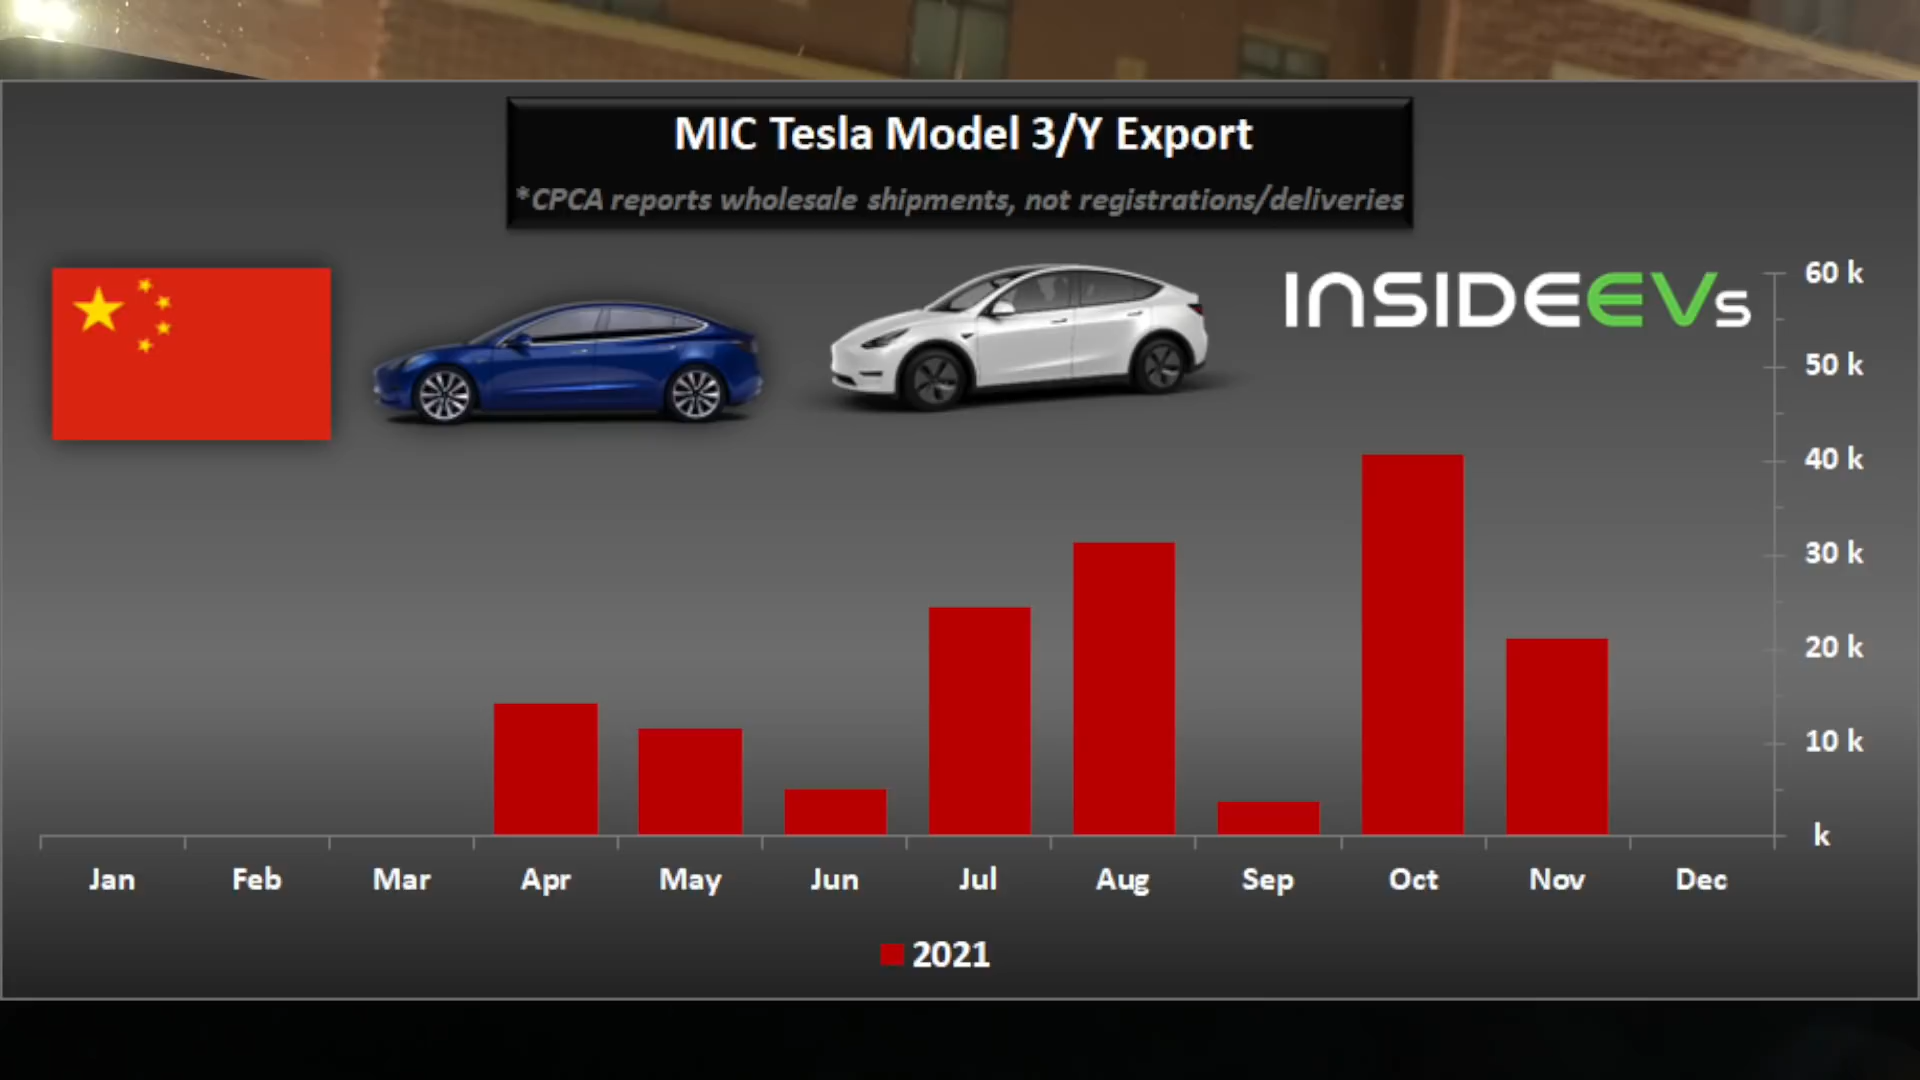 MIC Tesla Model 3/Y Export
*CPCA reports wholesale shipments, not registrations/deliveries
INSIDEEVs
60 k
50 k
40 k
30 k
20 k
10 k
k
Jan Feb Mar Apr May Jun Jul Aug Sep Oct Nov Dec
2021